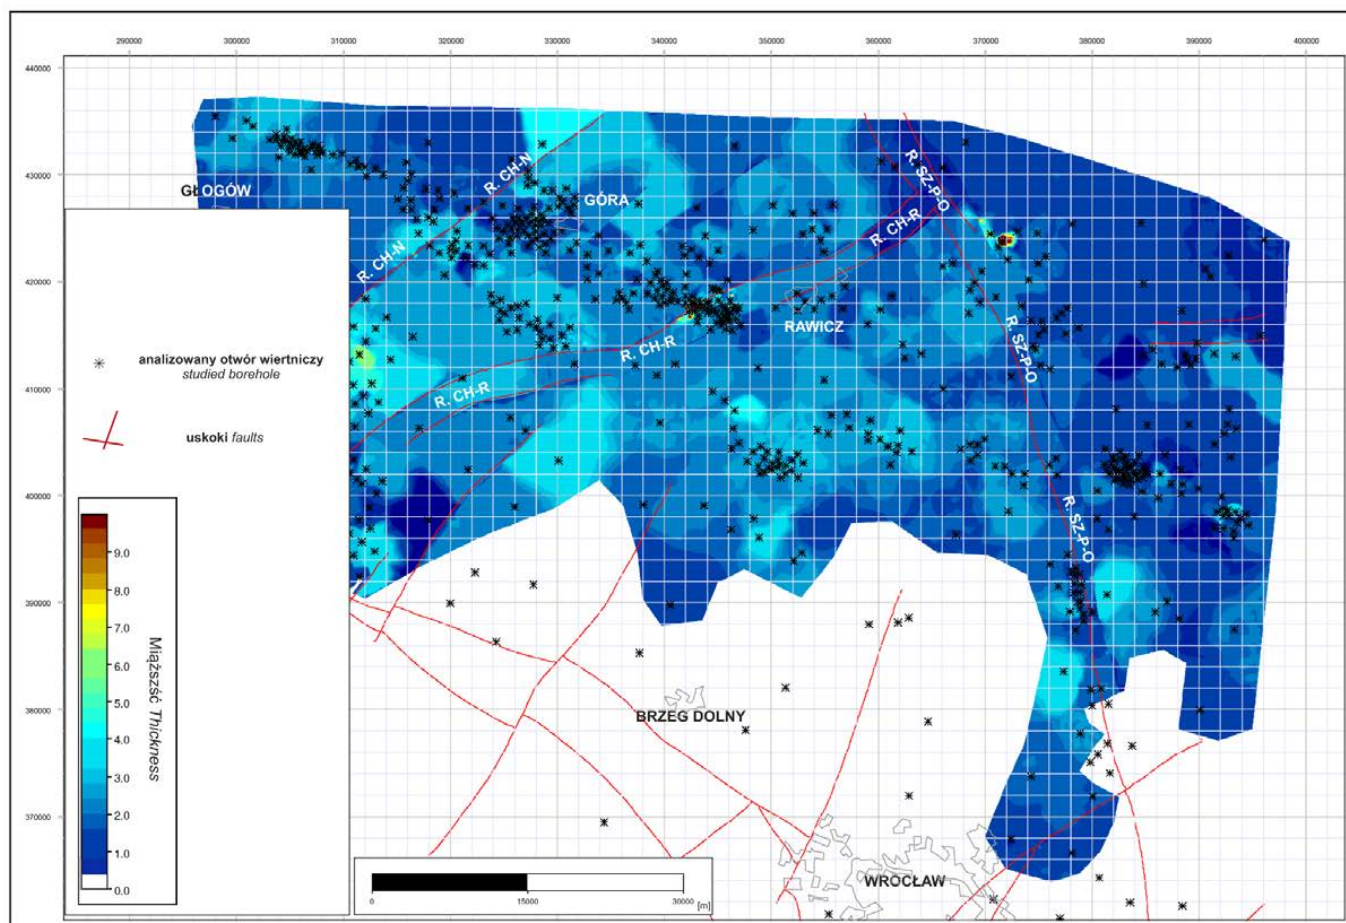 290000 300000 310000 320000 330000 340000 350000 360000 370000 380000 390000 400000
440000
430000
420000
410000
400000
390000
380000
370000
GŁOGÓW
GÓRA
RAWICZ
BRZEG DOLNY
WROCŁAW
R. CH-N
R. CH-N
R. CH-R
R. CH-R
R. CH-R
R. SZ-P-O
R. SZ-P-O
R. SZ-P-O
analizowany otwór wiertniczy
studied borehole
uskoki faults
9.0
8.0
7.0
6.0
5.0
4.0
3.0
2.0
1.0
0.0
Miąższść Thickness
0 15000 30000
[m]